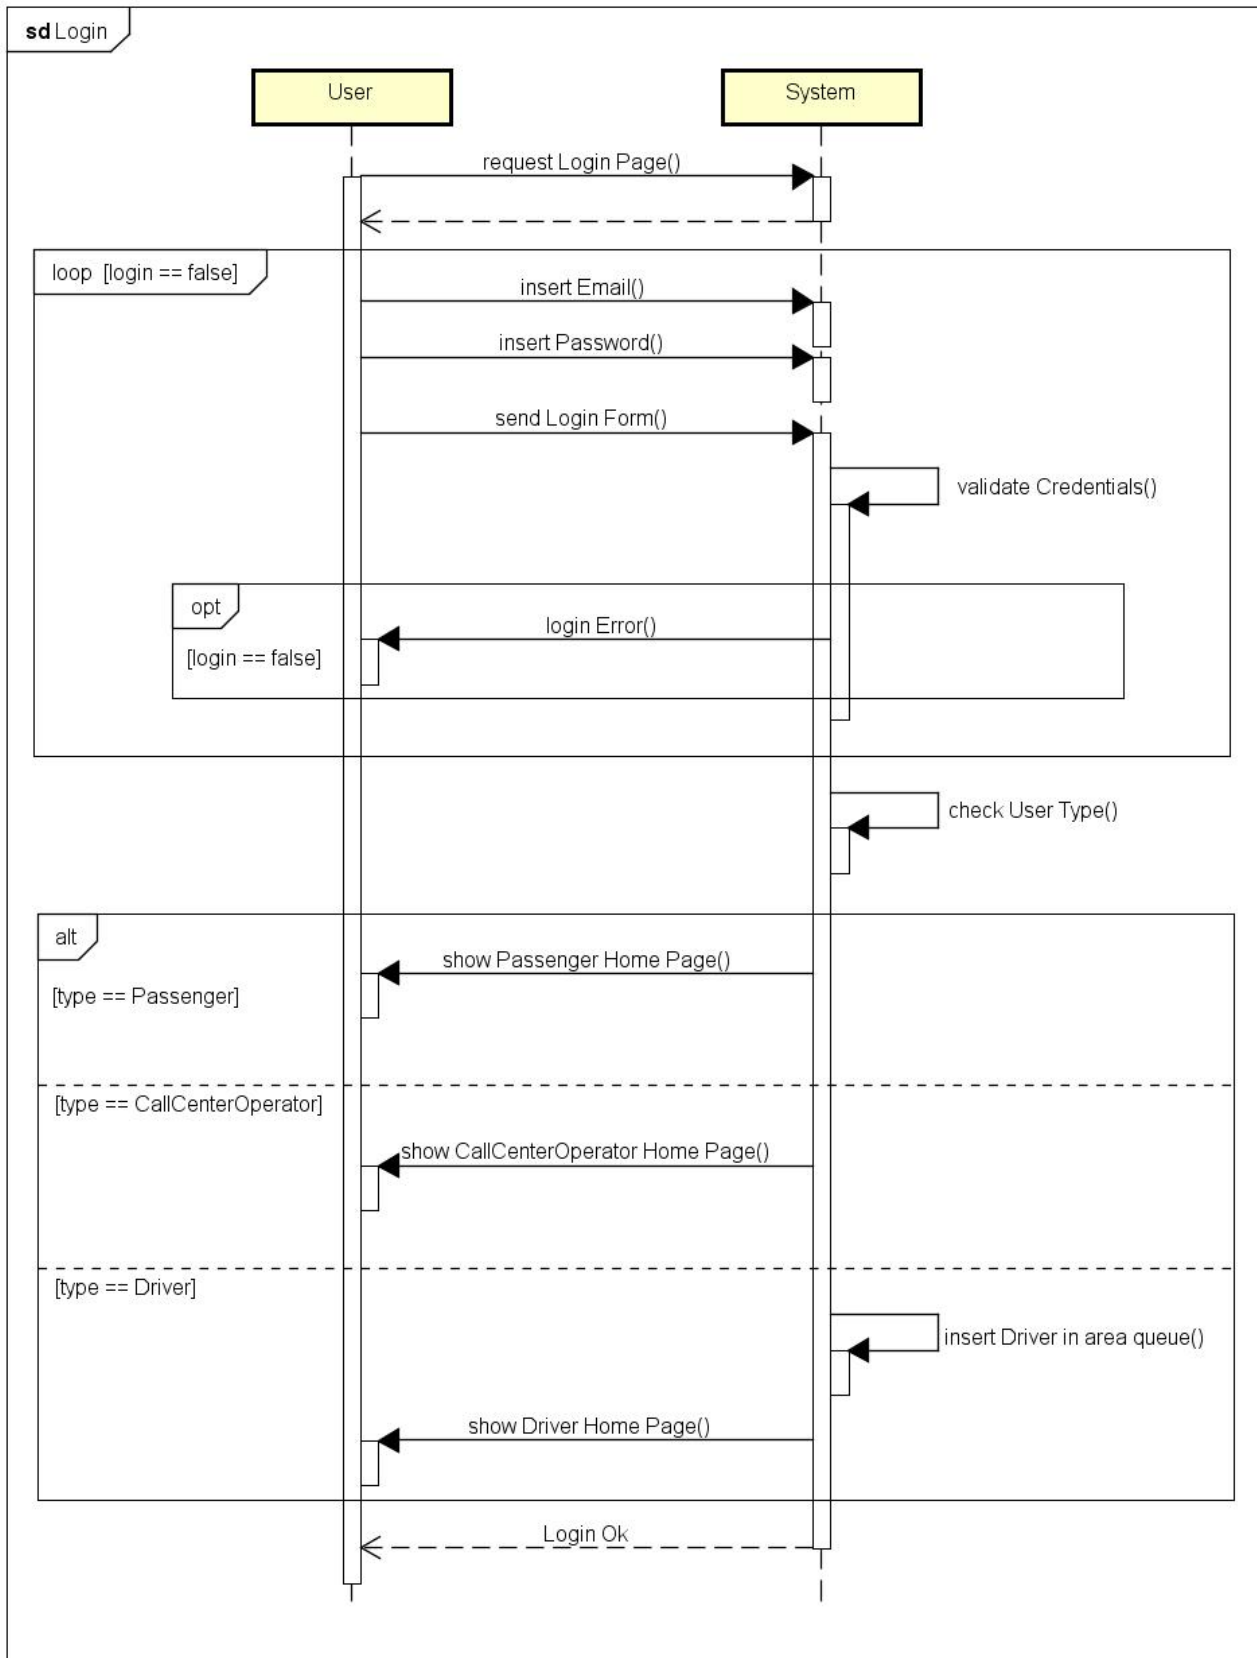 sd Login
User
System
request Login Page()
loop [login == false]
insert Email()
insert Password()
send Login Form()
validate Credentials()
opt
login Error()
[login == false]
check User Type()
alt
show Passenger Home Page()
[type == Passenger]
[type == CallCenterOperator]
show CallCenterOperator Home Page()
[type == Driver]
insert Driver in area queue()
show Driver Home Page()
Login Ok